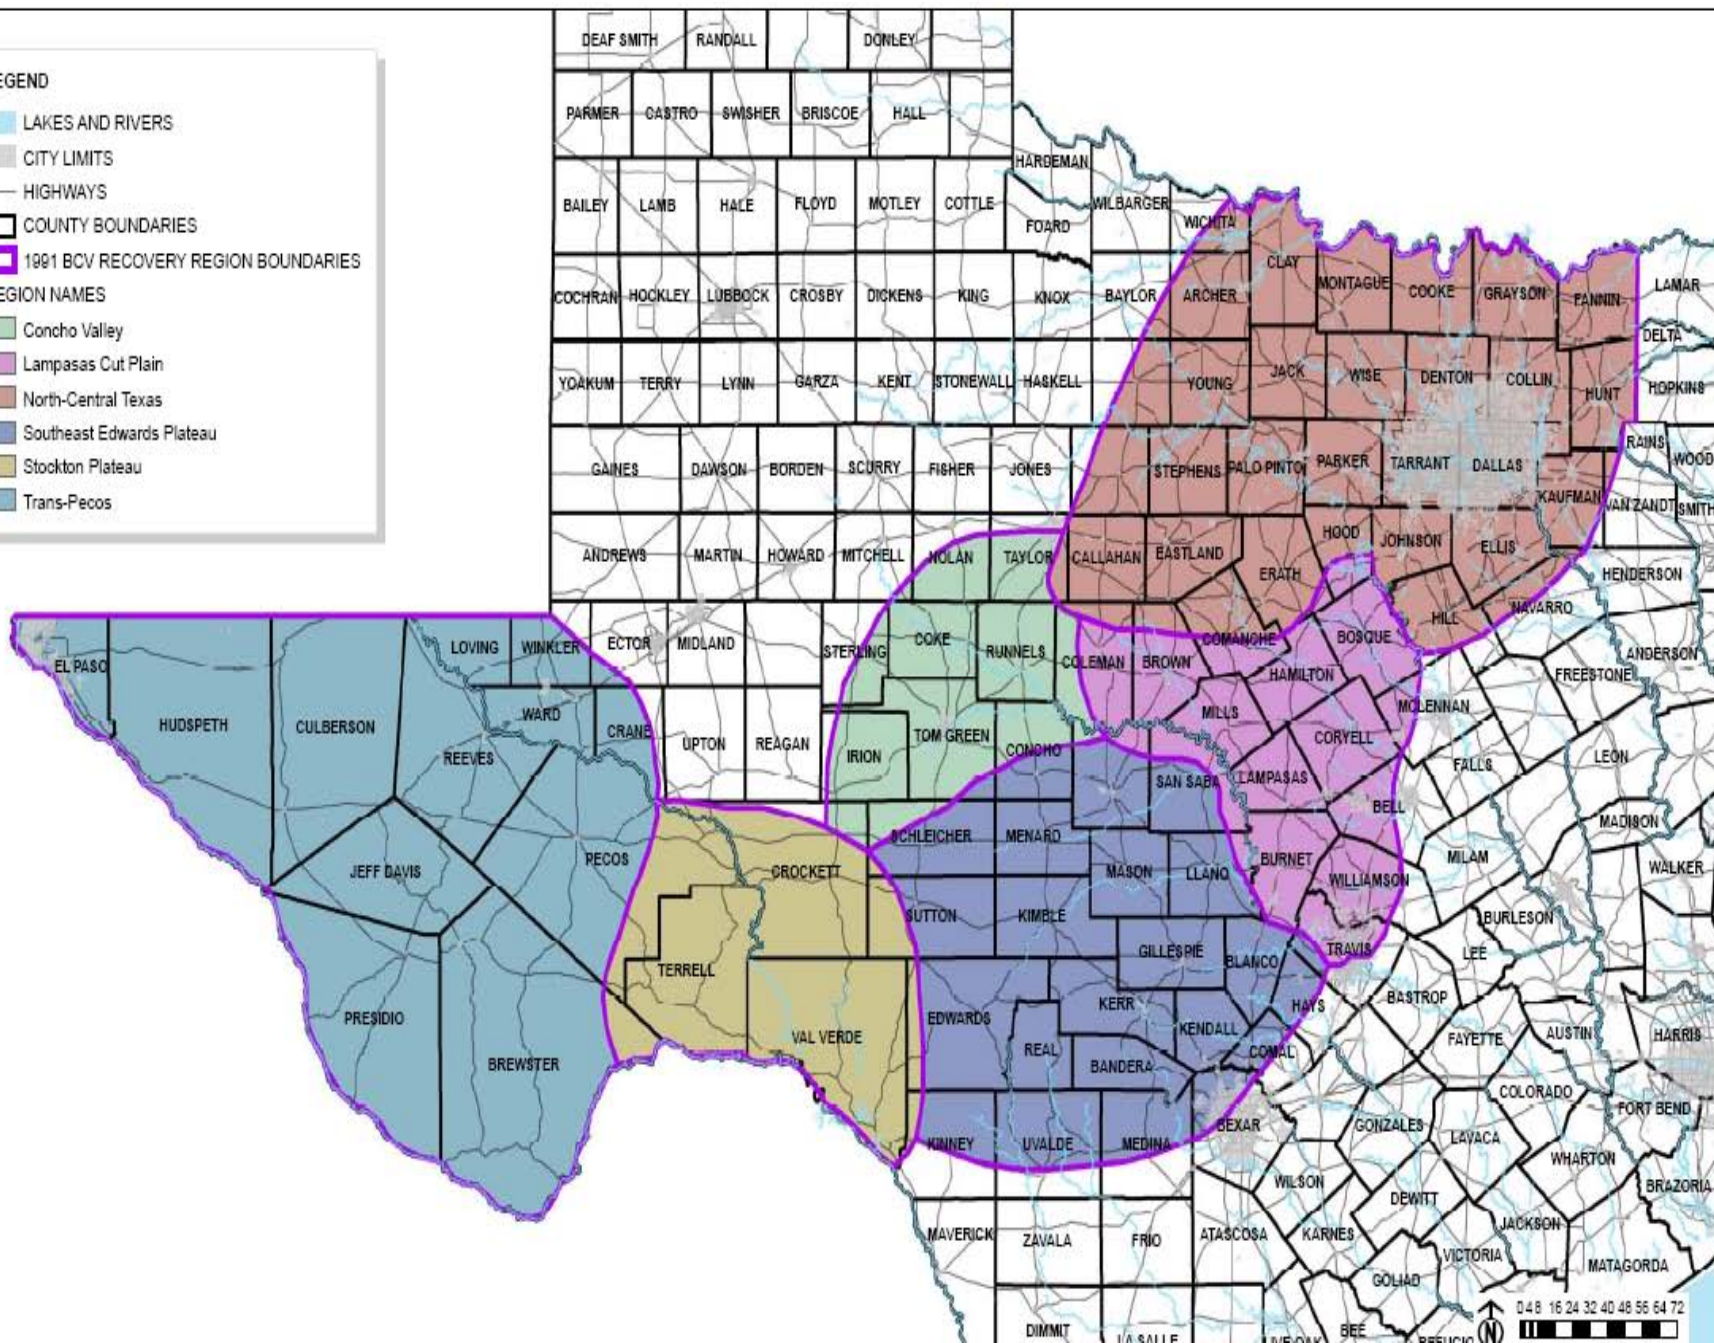 EGEND
LAKES AND RIVERS
CITY LIMITS
HIGHWAYS
COUNTY BOUNDARIES
1991 BCV RECOVERY REGION BOUNDARIES
EGION NAMES
Concho Valley
Lampasas Cut Plain
North-Central Texas
Southeast Edwards Plateau
Stockton Plateau
Trans-Pecos
DEAF SMITH RANDALL DONLEY
PARMER CASTRO SWISHER BRISCOE HALL
HARDEMAN
BAILEY LAMB HALE FLOYD MOTLEY COTTLE WILBARGER
FOARD WICHITA
CLAY
COCHRAN HOCKLEY LUBBOCK CROSBY DICKENS KING KNOX BAYLOR ARCHER MONTAGUE COOKE GRAYSON FANNIN LAMAR
DELTA
YOAKUM TERRY LYNN GARZA KENT STONEWALL HASKELL YOUNG JACK WISE DENTON COLLIN HUNT HOPKINS
RAINS
GAINES DAWSON BORDEN SCURRY FISHER JONES STEPHENS PALO PINTO PARKER TARRANT DALLAS WOOD
KAUFMAN VAN ZANDT SMITH
ANDREWS MARTIN HOWARD MITCHELL NOLAN TAYLOR CALLAHAN EASTLAND HOOD JOHNSON ELLIS
ERATH HENDERSON
NAVARRO
HILL
EL PASO LOVING WINKLER ECTOR MIDLAND STERLING COKE RUNNELS COLEMAN BROWN COMANCHE BOSQUE ANDERSON
HAMILTON FREESTONE
HUDSPETH CULBERSON WARD MILLS MCLENNAN
REEVES CRANE UPTON REAGAN IRION TOM GREEN CONCHO CORYELL FALLS LEON
SAN SABA LAMPASAS
BELL
MADISON
JEFF DAVIS PECOS CROCKETT SCHLEICHER MENARD MASON LLANO BURNET WILLIAMSON MILAM WALKER
SUTTON KIMBLE BURLESON
TERRELL GILLESPIE BLANCO TRAVIS LEE
PRESIDIO BREWSTER VAL VERDE EDWARDS KERR HAYS BASTROP
KENDALL FAYETTE AUSTIN HARRIS
REAL BANDERA COMAL
COLORADO
FORT BEND
KINNEY UVALDE MEDINA BEXAR GONZALES LAVACA
WHARTON
WILSON DEWITT BRAZORIA
MAVERICK ZAVALA FRIO ATASCOSA KARNES JACKSON
VICTORIA
GOLIAD MATAGORDA
DIMMIT LA SALLE LIVE OAK BEE REFUGIO
N
0 4 8 16 24 32 40 48 56 64 72